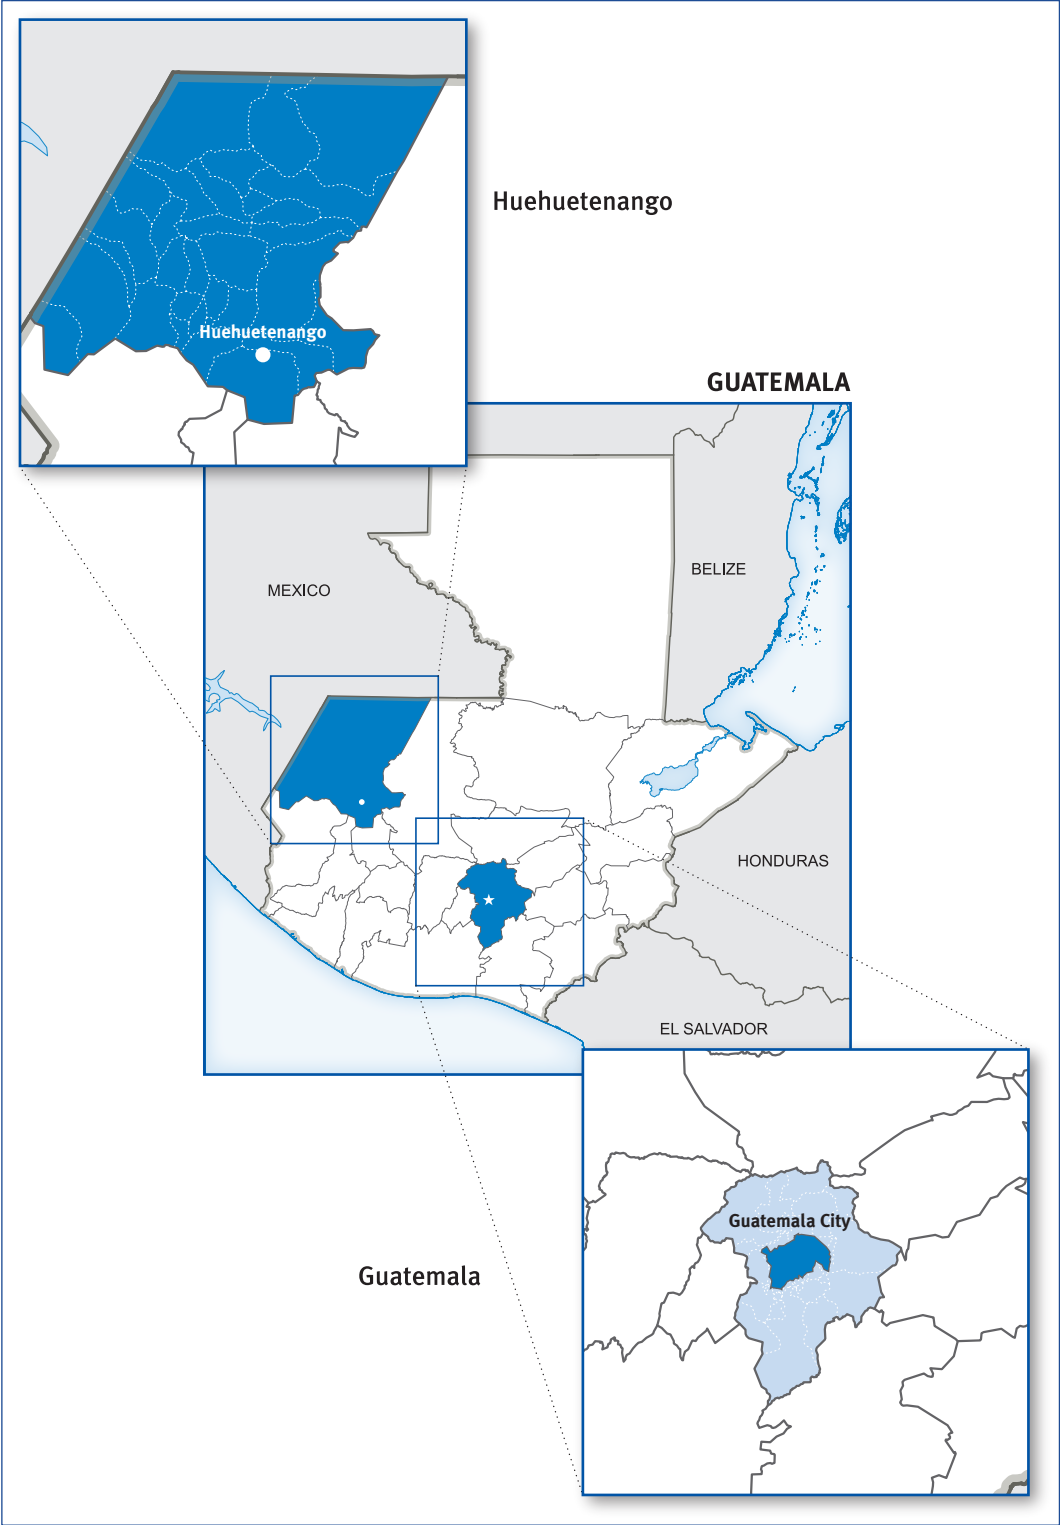 Huehuetenango
Huehuetenango
GUATEMALA
BELIZE
MEXICO
HONDURAS
EL SALVADOR
Guatemala City
Guatemala